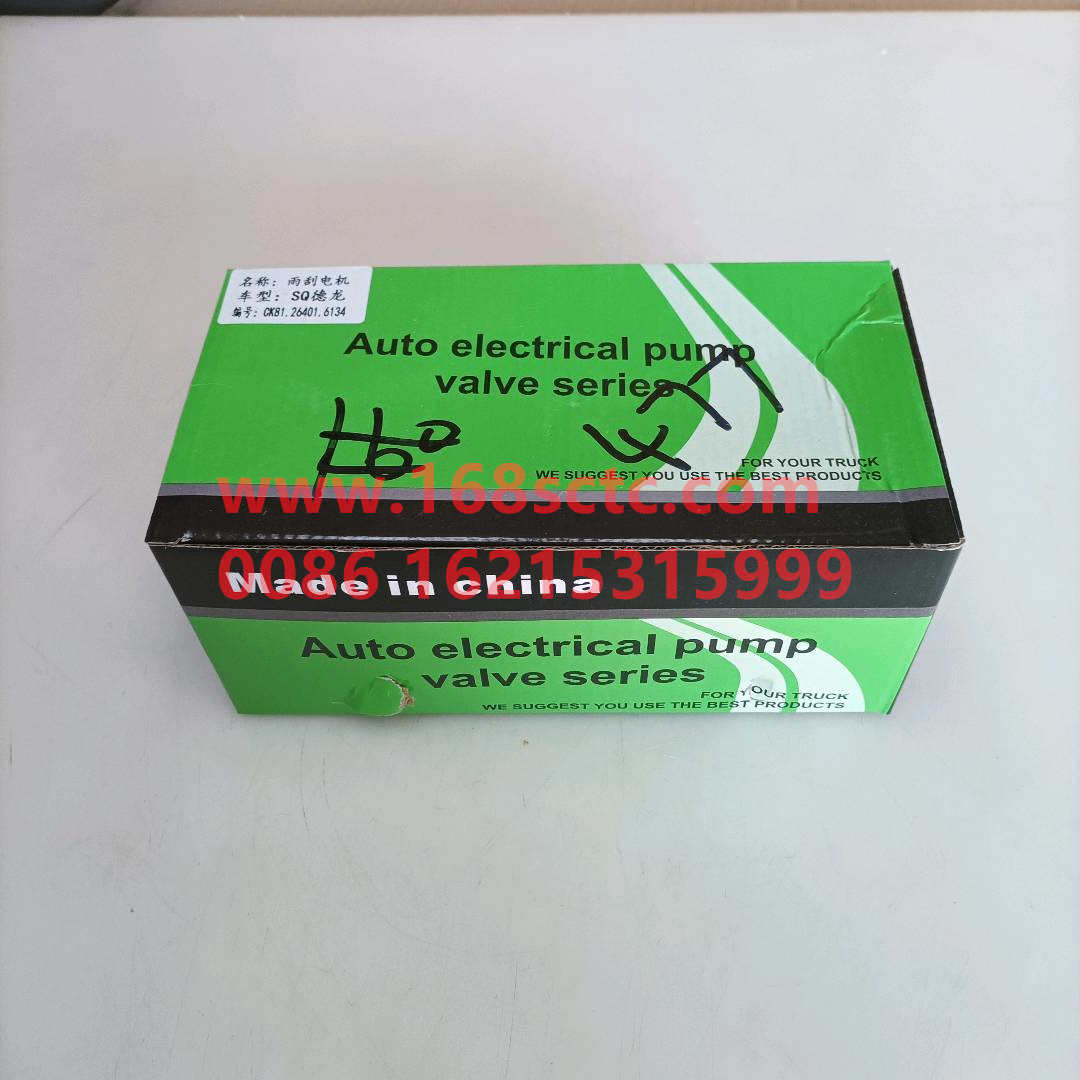 名称: 雨刮电机
车型: SQ德龙
编号: CK81.26401.6134
Auto electrical pump
valve series
FOR YOUR TRUCK
WE SUGGEST YOU USE THE BEST PRODUCTS
www.168sctc.com
0086 16215315999
Made in china
Auto electrical pump
valve series
FOR YOUR TRUCK
WE SUGGEST YOU USE THE BEST PRODUCTS